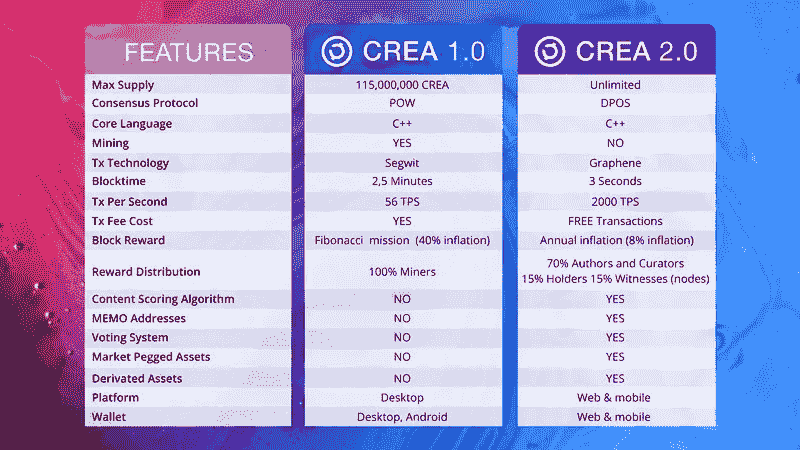 FEATURES CREA 1.0 CREA 2.0
Max Supply 115,000,000 CREA Unlimited
Consensus Protocol POW DPOS
Core Language C++ C++
Mining YES NO
Tx Technology Segwit Graphene
Blocktime 2,5 Minutes 3 Seconds
Tx Per Second 56 TPS 2000 TPS
Tx Fee Cost YES FREE Transactions
Block Reward Fibonacci mission (40% inflation) Annual inflation (8% inflation)
Reward Distribution 100% Miners 70% Authors and Curators
15% Holders 15% Witnesses (nodes)
Content Scoring Algorithm NO YES
MEMO Addresses NO YES
Voting System NO YES
Market Pegged Assets NO YES
Derivated Assets NO YES
Platform Desktop Web & mobile
Wallet Desktop, Android Web & mobile